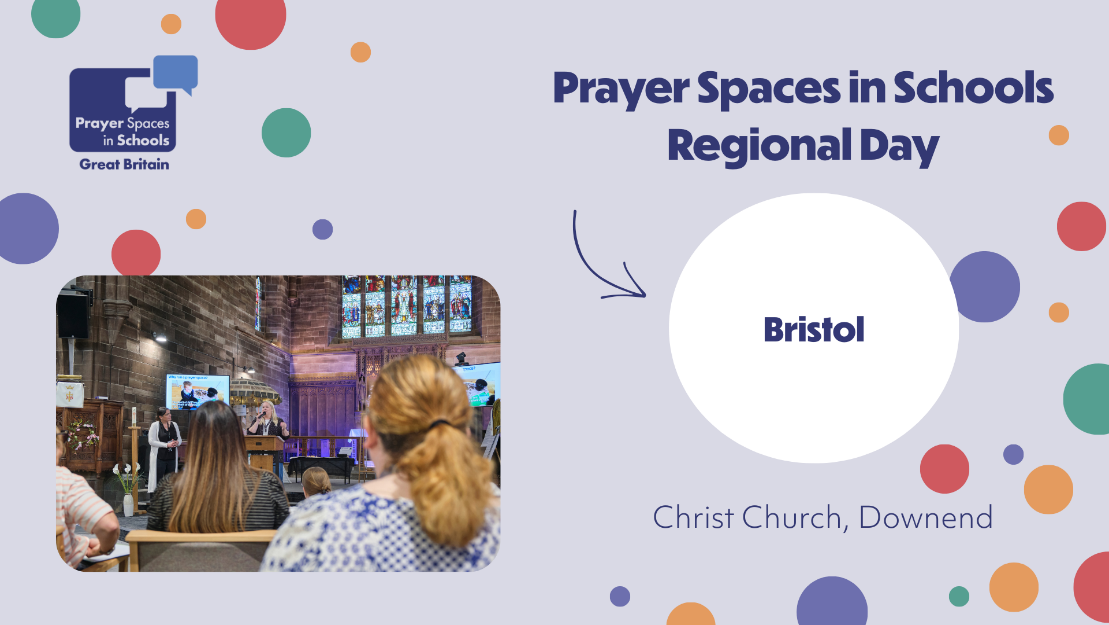 Prayer Spaces
in Schools
Great Britain
Prayer Spaces in Schools
Regional Day
Bristol
Christ Church, Downend